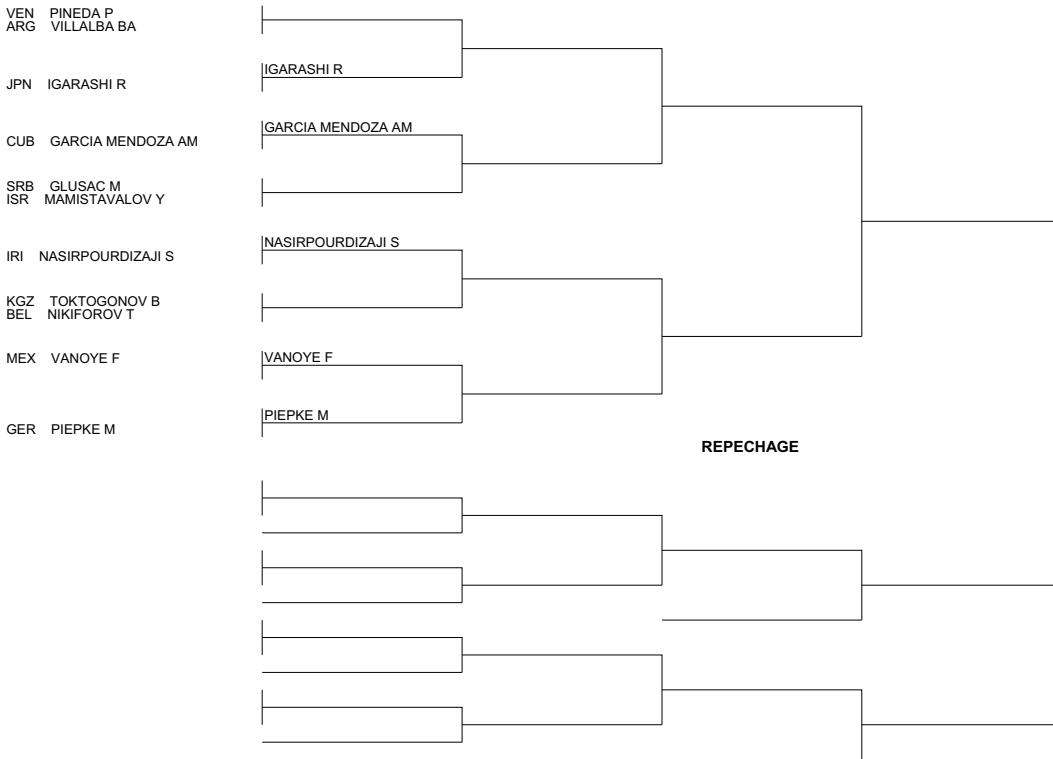 VEN PINEDA P
ARG VILLALBA BA
IGARASHI R
JPN IGARASHI R
GARCIA MENDOZA AM
CUB GARCIA MENDOZA AM
SRB GLUSAC M
ISR MAMISTAVALOV Y
NASIRPOURDIZAJI S
IRI NASIRPOURDIZAJI S
KGZ TOKTOGONOV B
BEL NIKIFOROV T
MEX VANOYE F
VANOYE F
PIEPKE M
GER PIEPKE M
REPECHAGE